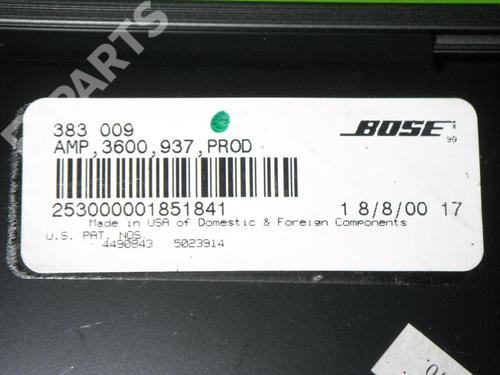 383 009
AMP,3600,937,PROD
BOSE
253000001851841
1 8/8/00 17
Made in USA of Domestic & Foreign Components
U.S. PAT. NOS.
4490843 5023914
PARTS